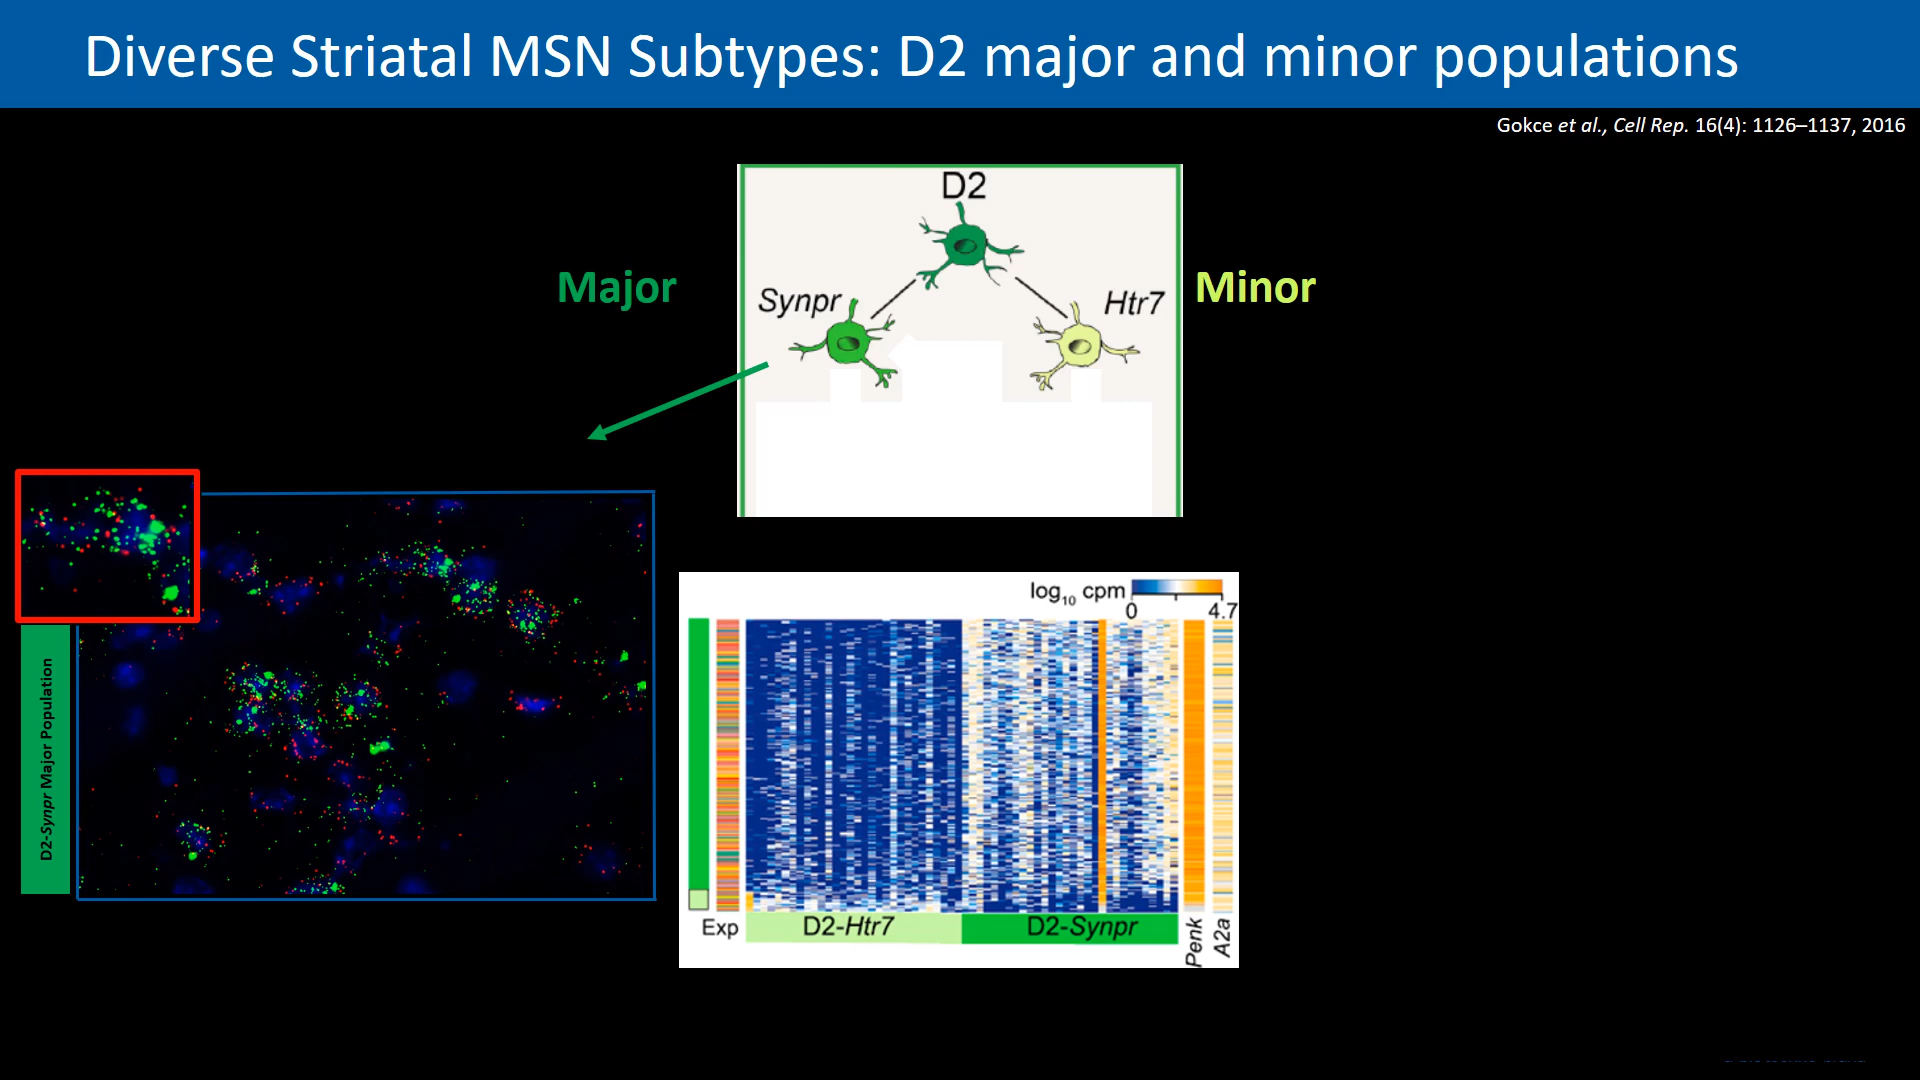 Diverse Striatal MSN Subtypes: D2 major and minor populations
Gokce et al., Cell Rep. 16(4): 1126–1137, 2016
D2
Major
Synpr
Htr7
Minor
D2-Synpr Major Population
log10 cpm
0
4.7
Exp
D2-Htr7
D2-Synpr
Penk
A2a